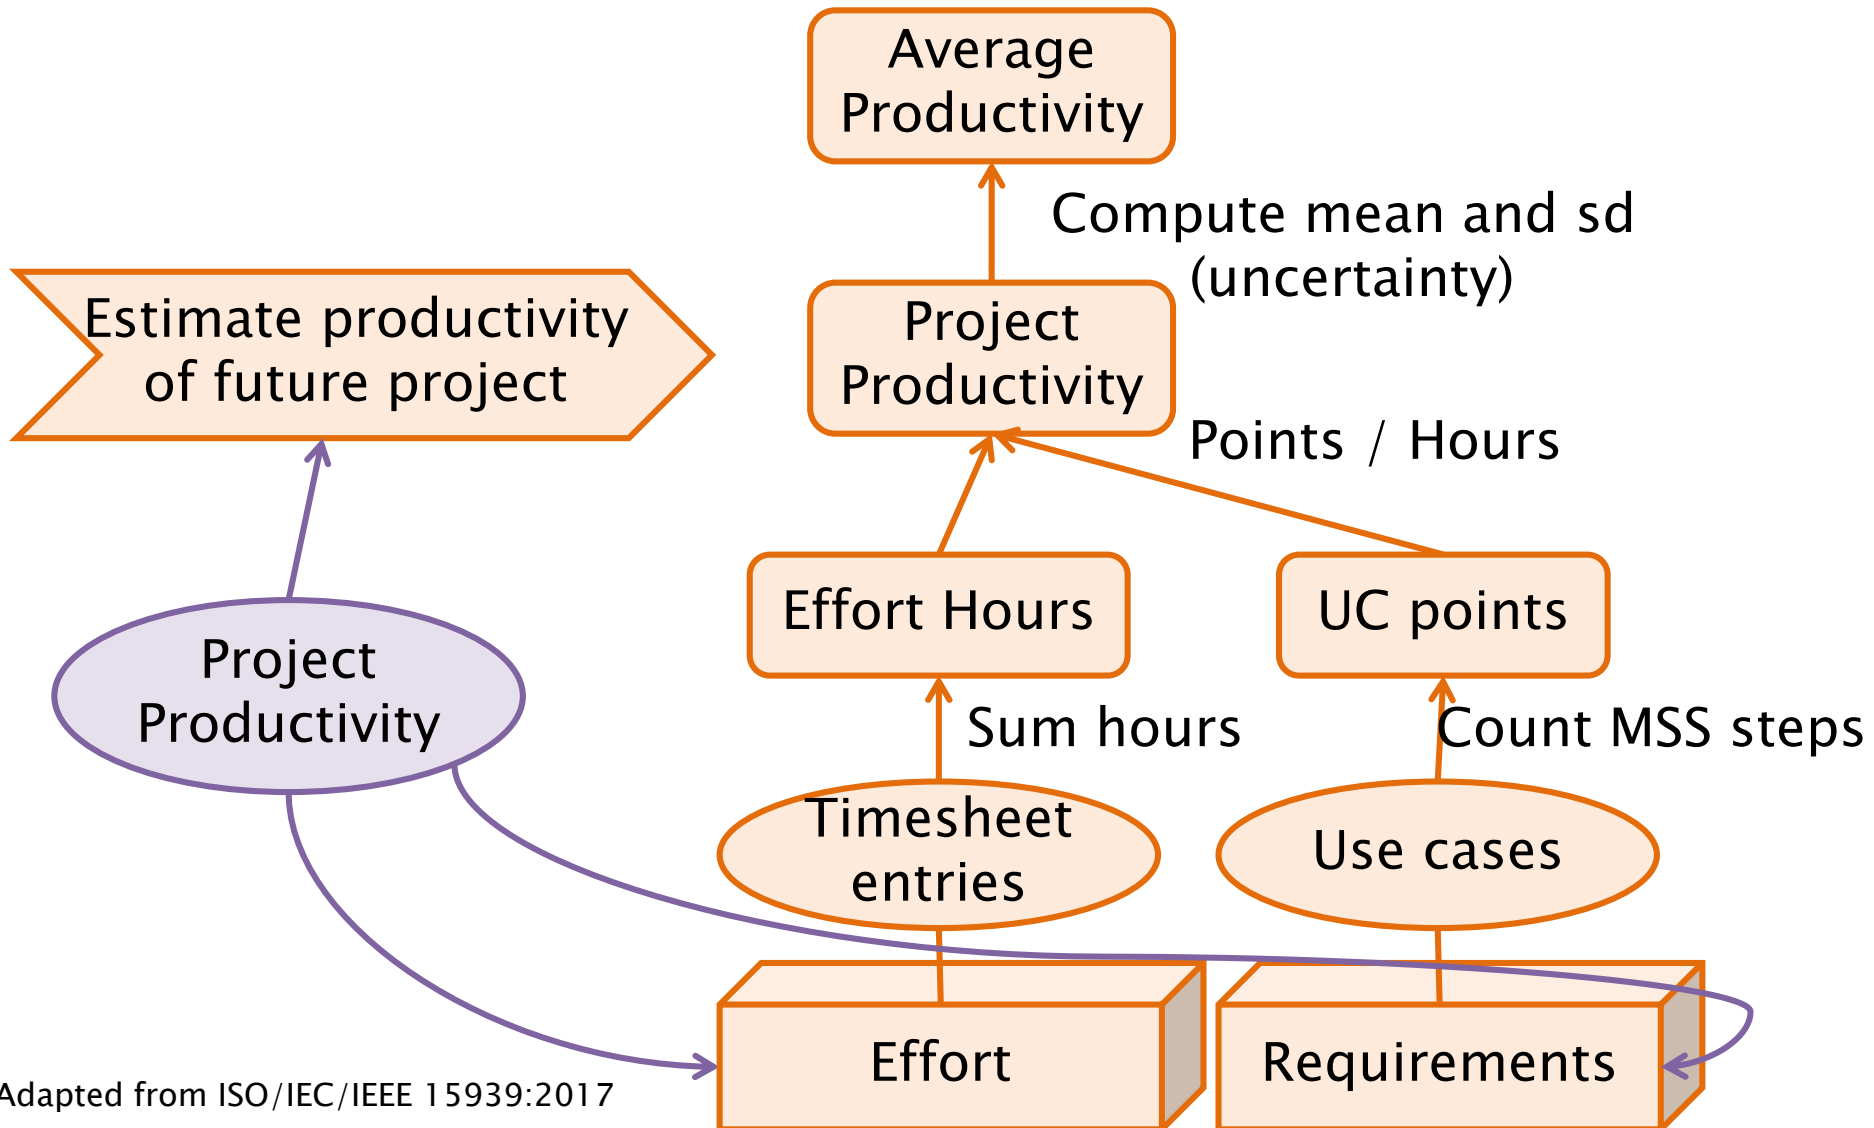 Average
Productivity
Compute mean and sd
(uncertainty)
Estimate productivity
of future project
Project
Productivity
Points / Hours
Effort Hours
UC points
Project
Productivity
Sum hours
Count MSS steps
Timesheet
entries
Use cases
Effort
Requirements
Adapted from ISO/IEC/IEEE 15939:2017